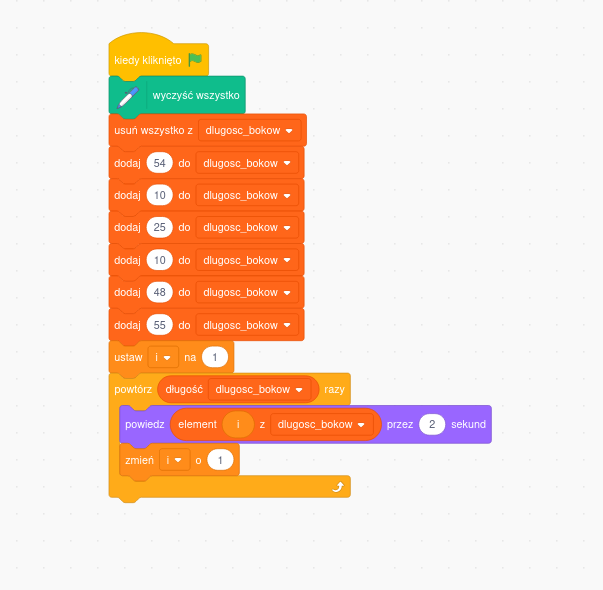 kiedy kliknięto
wyczyść wszystko
usuń wszystko z dlugosc_bokow
dodaj 54 do dlugosc_bokow
dodaj 10 do dlugosc_bokow
dodaj 25 do dlugosc_bokow
dodaj 10 do dlugosc_bokow
dodaj 48 do dlugosc_bokow
dodaj 55 do dlugosc_bokow
ustaw i na 1
powtórz długość dlugosc_bokow razy
powiedz element i z dlugosc_bokow przez 2 sekund
zmień i o 1